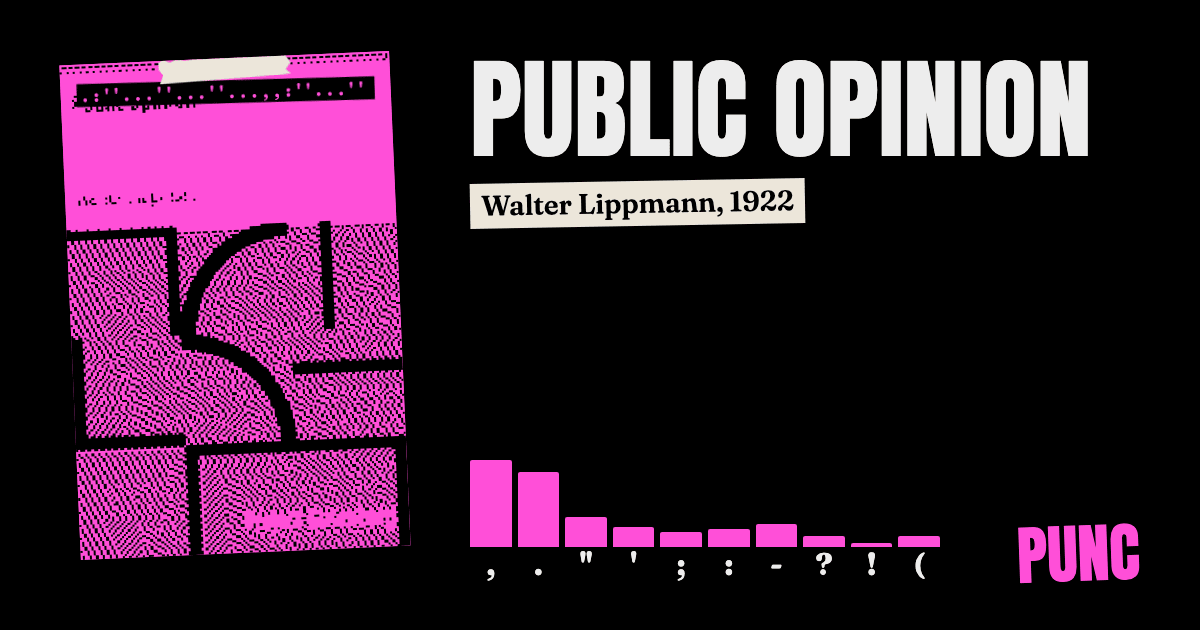 PUBLIC OPINION
Walter Lippmann, 1922
, . " ' ; : - ? ! (
PUNC